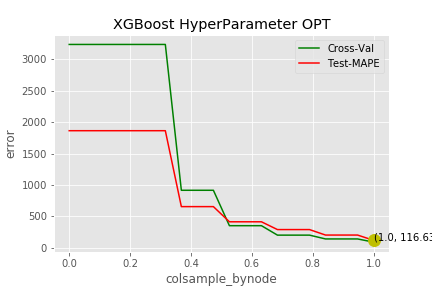 XGBoost HyperParameter OPT
Cross-Val
Test-MAPE
error
3000
2500
2000
1500
1000
500
0
(1.0, 116.63
0.0 0.2 0.4 0.6 0.8 1.0
colsample_bynode